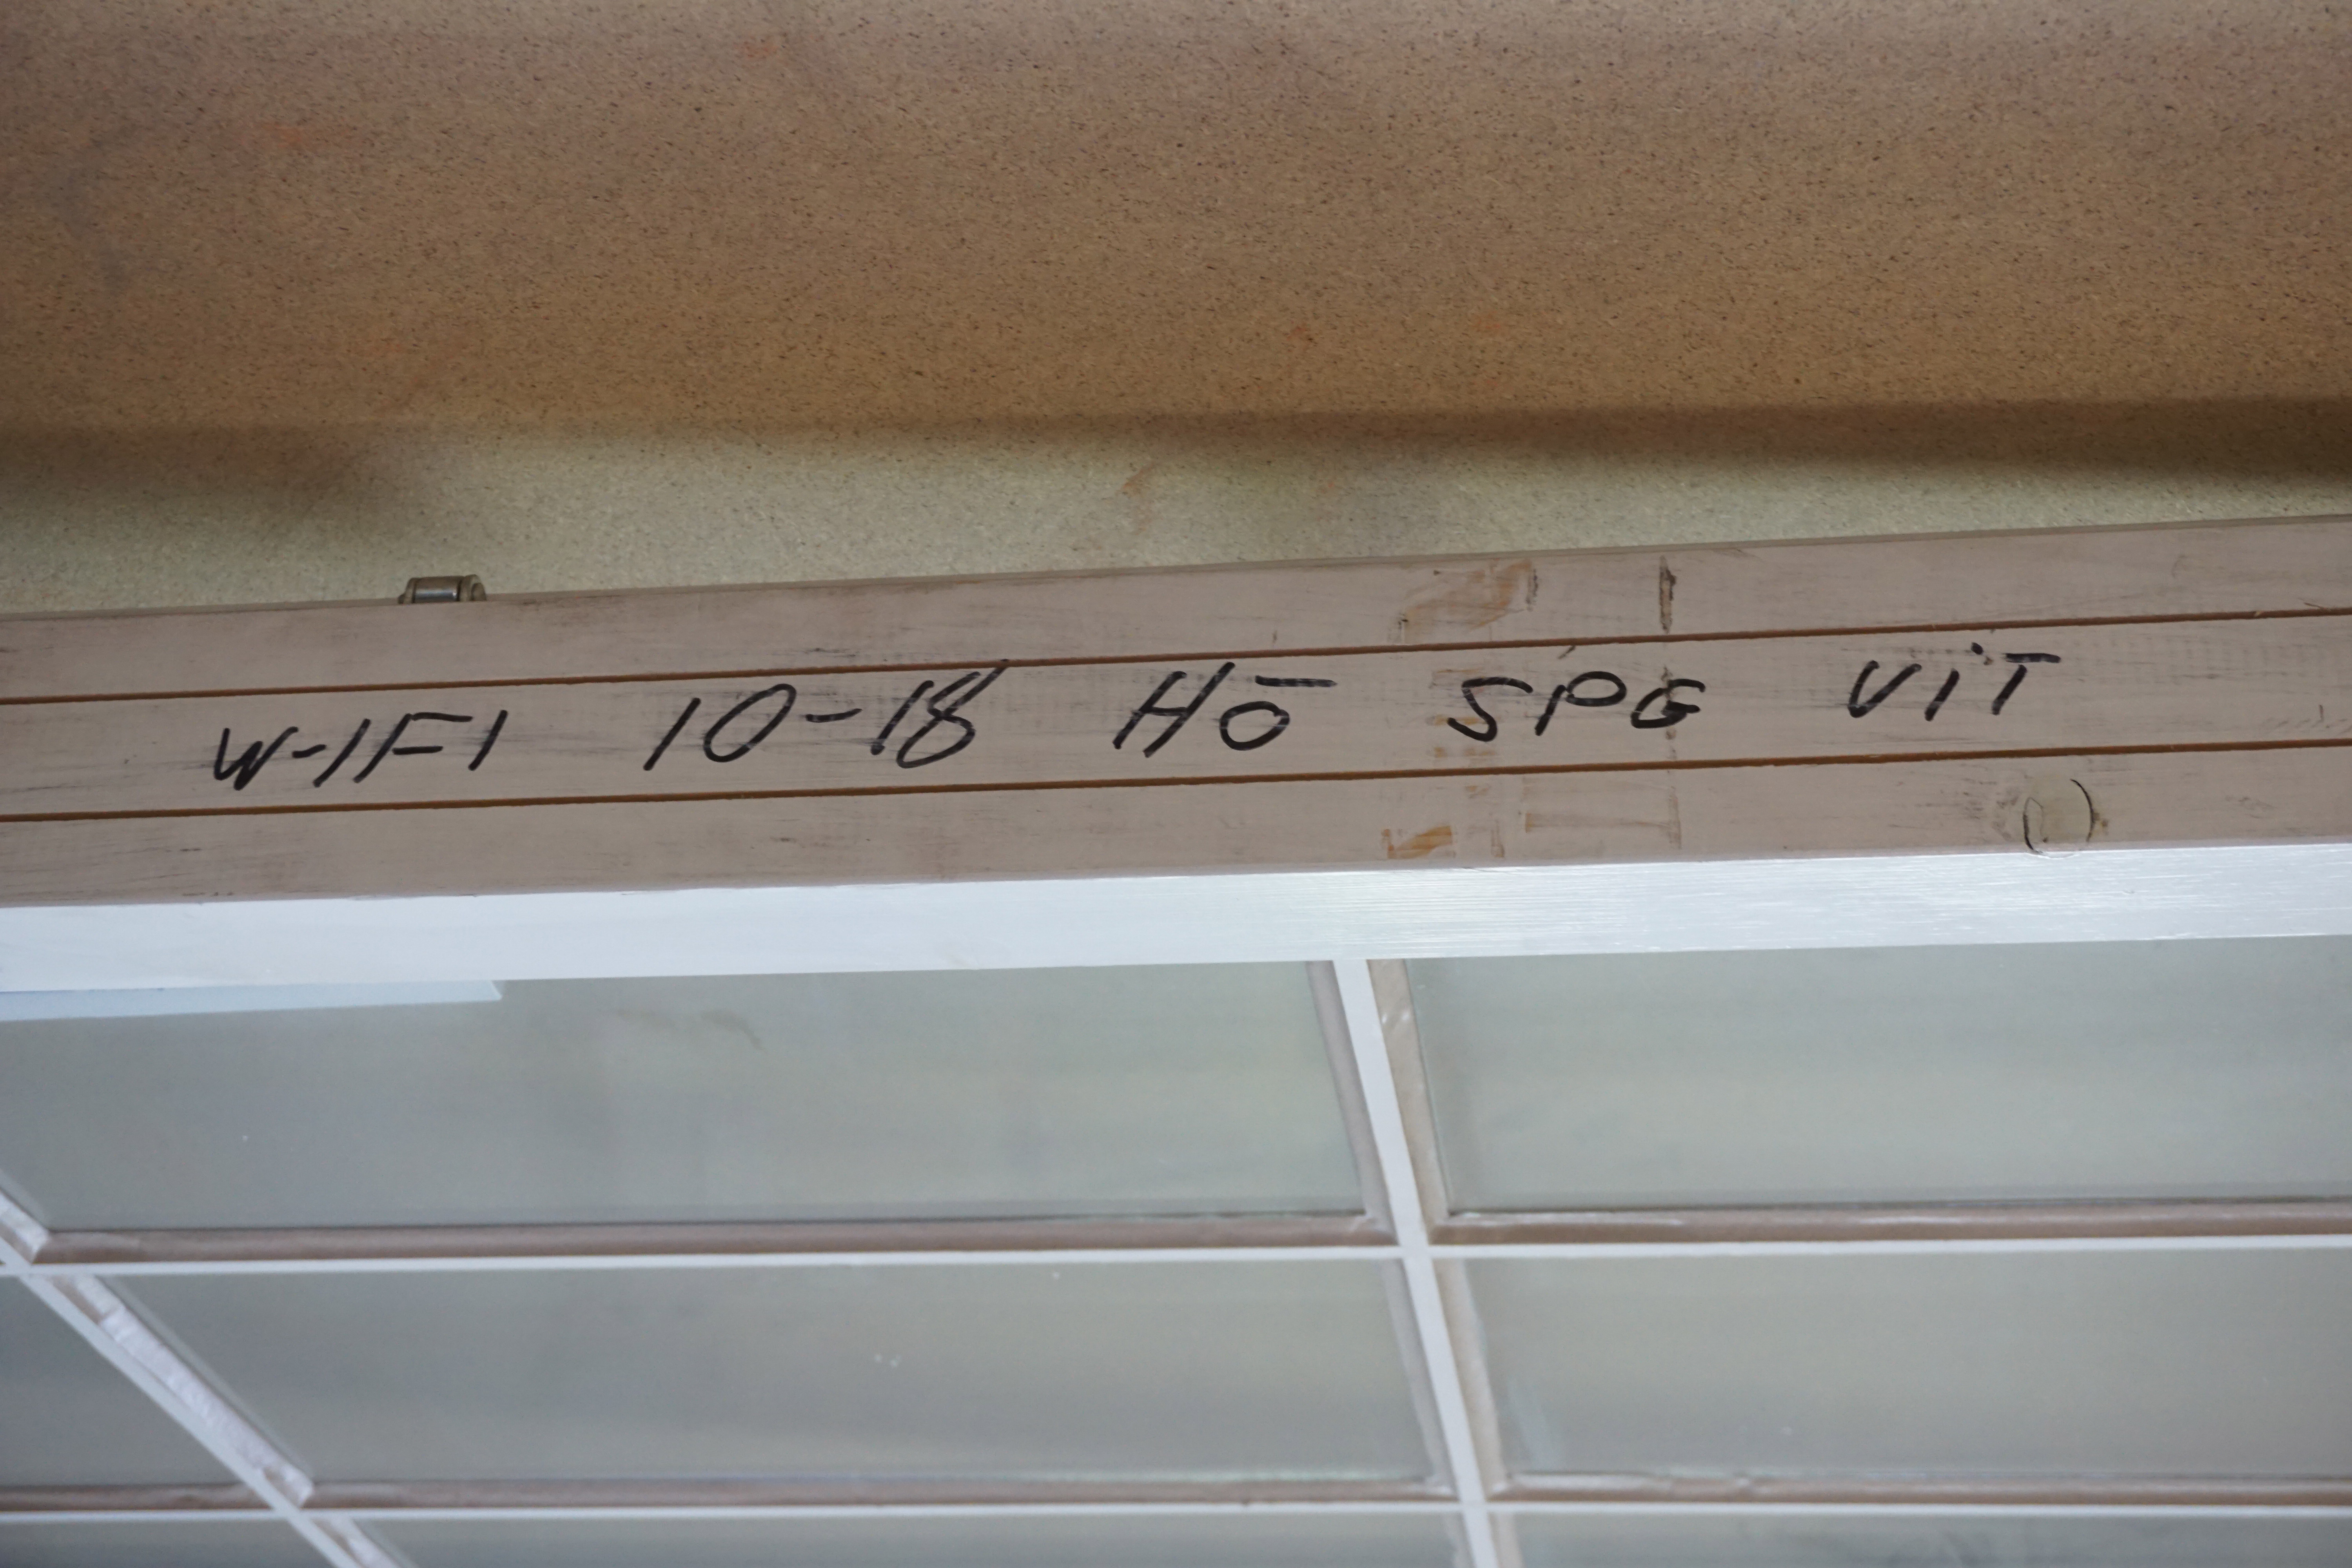 W-IFI 10-18 HŌ SPG ViT